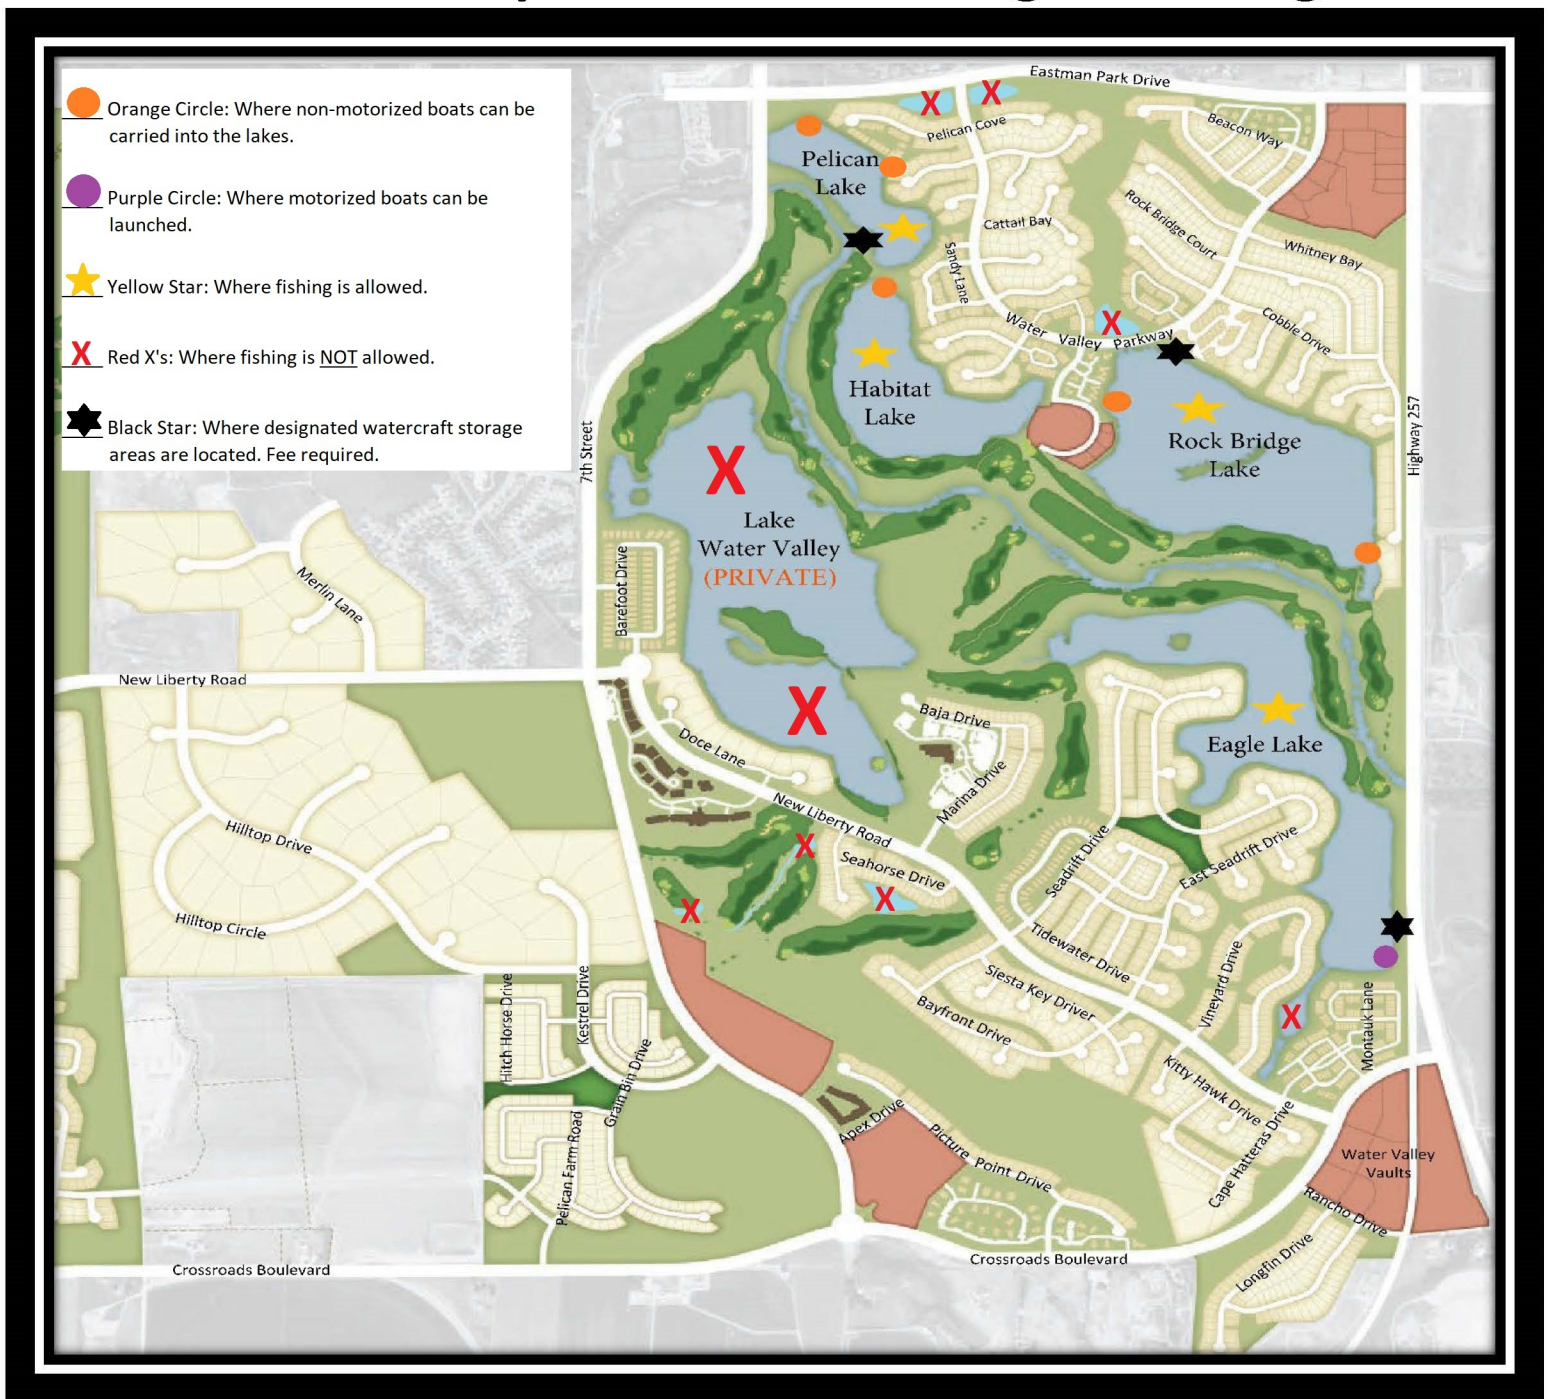 Orange Circle: Where non-motorized boats can be
carried into the lakes.
Purple Circle: Where motorized boats can be
launched.
Yellow Star: Where fishing is allowed.
X Red X's: Where fishing is NOT allowed.
Black Star: Where designated watercraft storage
areas are located. Fee required.
Eastman Park Drive
X
X
Pelican Cove
Beacon Way
Pelican
Lake
Rock Bridge Court
Cattail Bay
Whitney Bay
Sandy Lane
Water Valley Parkway
X
Cobble Drive
Habitat
Lake
Rock Bridge
Lake
Highway 257
7th Street
X
Lake
Water Valley
(PRIVATE)
Barefoot Drive
Merlin Lane
New Liberty Road
X
Baja Drive
Eagle Lake
Doce Lane
Marina Drive
New Liberty Road
Hilltop Drive
X
Seahorse Drive
Seadrift Drive
East Seadrift Drive
X
X
Hilltop Circle
Tidewater Drive
Vineyard Drive
Siesta Key Driver
Bayfront Drive
X
Montauk Lane
Hitch Horse Drive
Kestrel Drive
Grain Bin Drive
Kitty Hawk Drive
Apex Drive
Picture Point Drive
Cape Hatteras Drive
Water Valley
Vaults
Pelican Farm Road
Rancho Drive
Longfin Drive
Crossroads Boulevard
Crossroads Boulevard